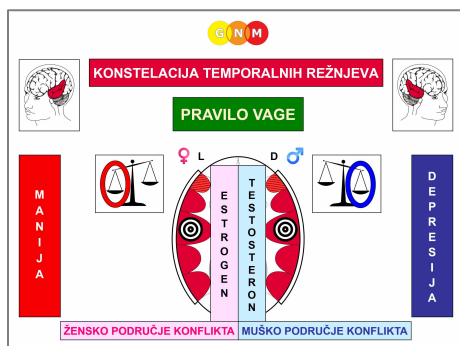 GNM
KONSTELACIJA TEMPORALNIH REŽNJEVA
PRAVILO VAGE
L
D
MANIJA
ESTROGEN
TESTOSTERON
DEPRESIJA
ŽENSKO PODRUČJE KONFLIKTA
MUŠKO PODRUČJE KONFLIKTA